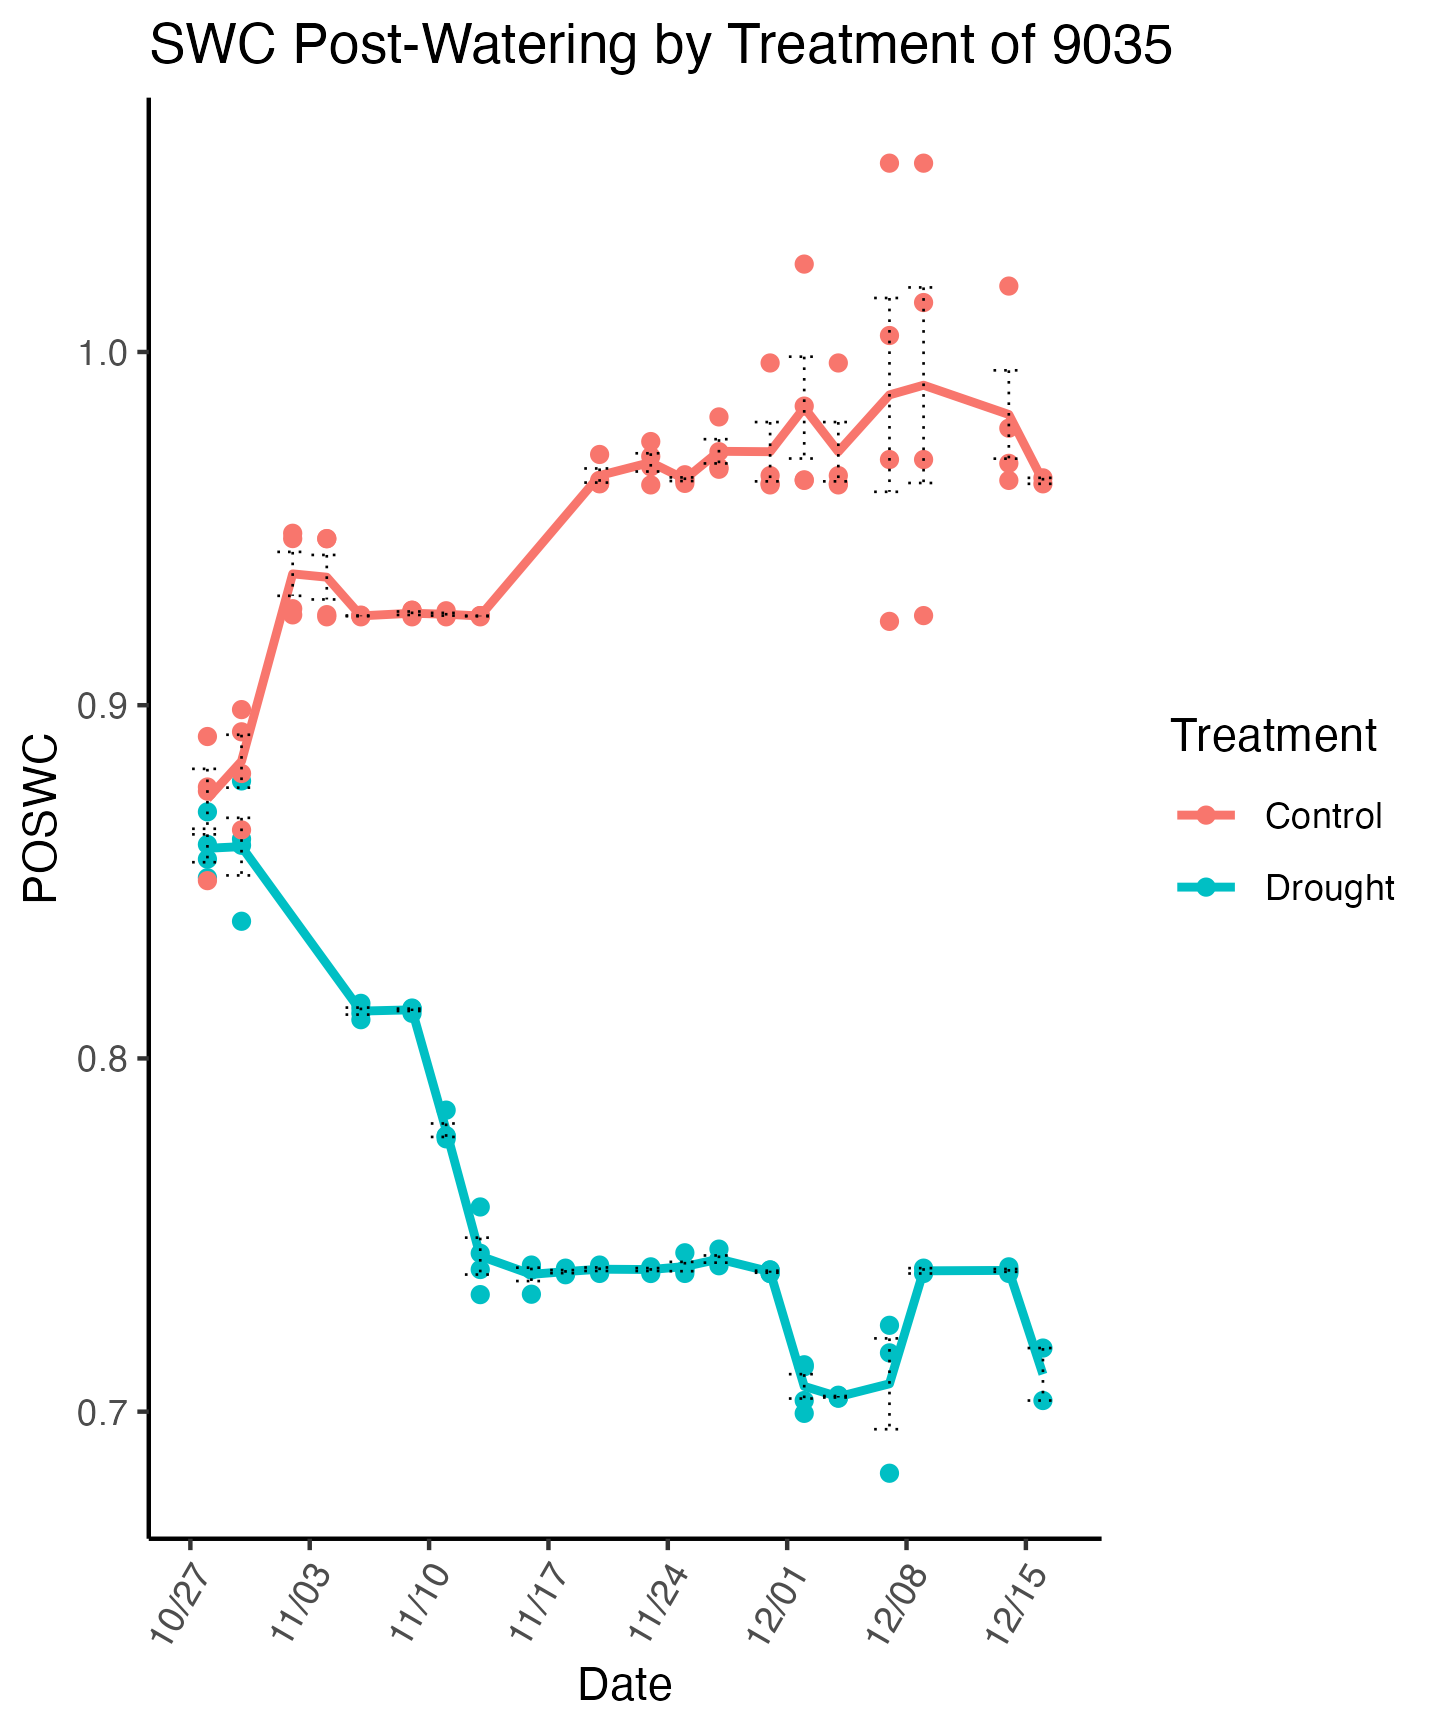 SWC Post-Watering by Treatment of 9035
POSWC
1.0
0.9
0.8
0.7
10/27
11/03
11/10
11/17
11/24
12/01
12/08
12/15
Date
Treatment
Control
Drought